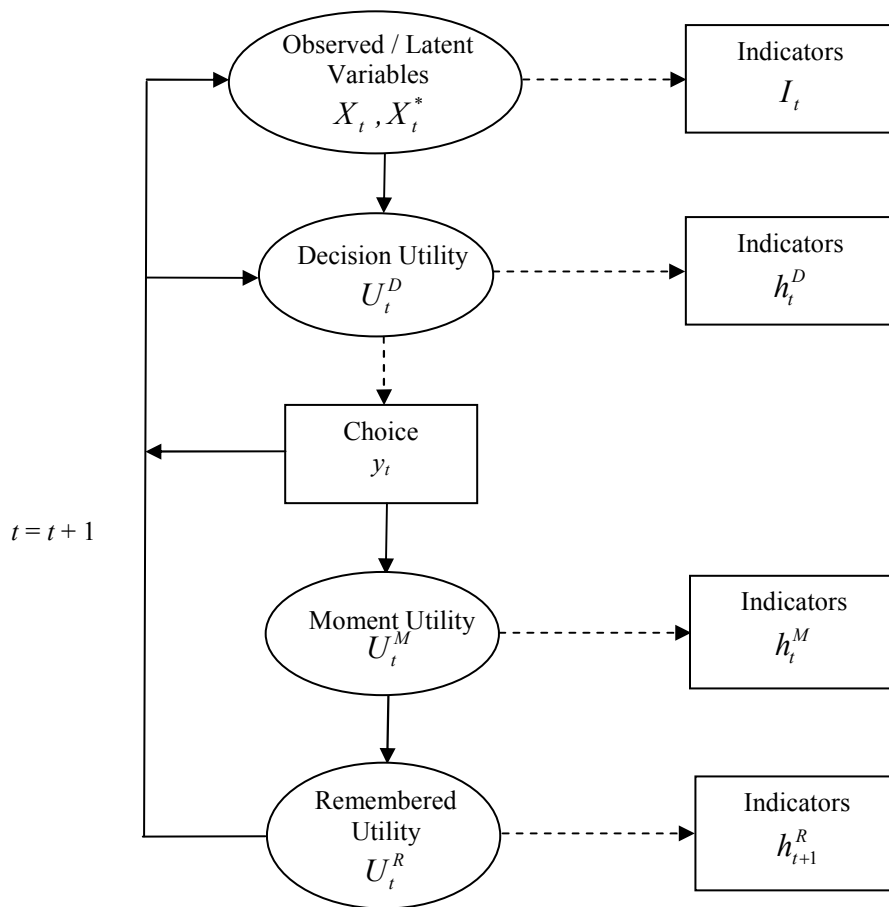 Observed / Latent
Variables
X_t , X_t^*
Indicators
I_t
Decision Utility
U_t^D
Indicators
h_t^D
Choice
y_t
t = t + 1
Moment Utility
U_t^M
Indicators
h_t^M
Remembered
Utility
U_t^R
Indicators
h_{t+1}^R